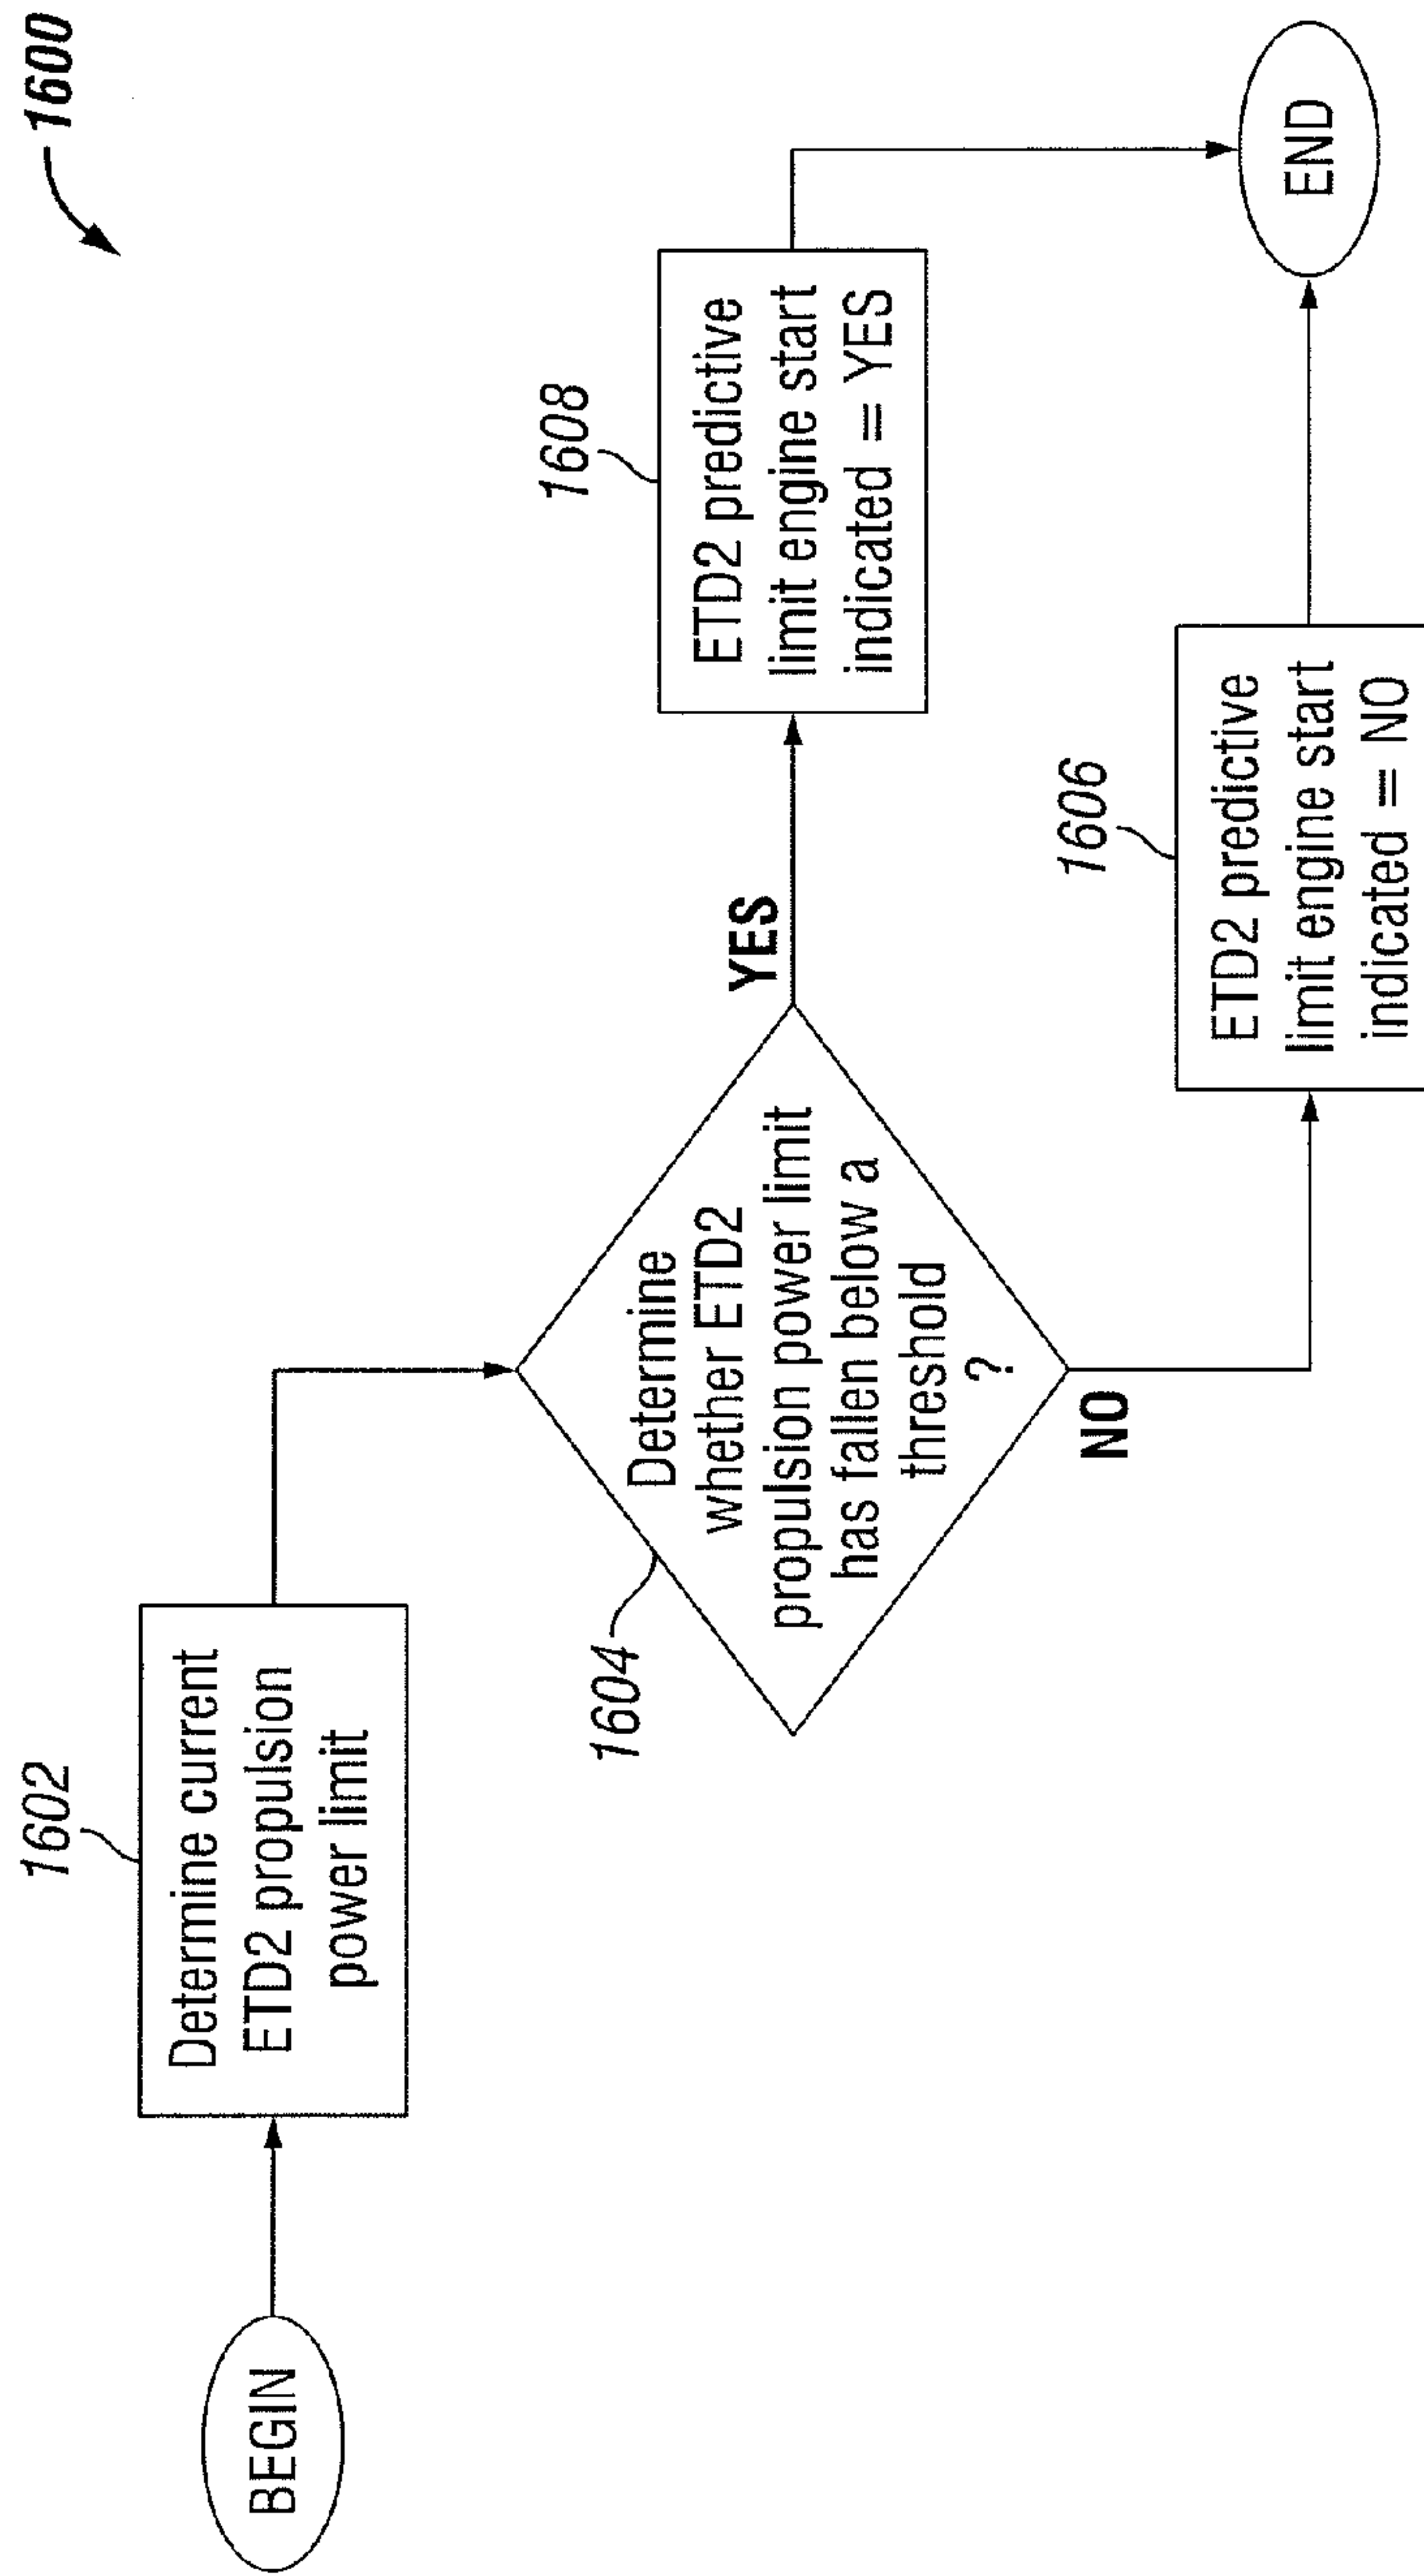 1600
BEGIN
1602
Determine current
ETD2 propulsion
power limit
1604
Determine
whether ETD2
propulsion power limit
has fallen below a
threshold
?
YES
NO
1608
ETD2 predictive
limit engine start
indicated = YES
1606
ETD2 predictive
limit engine start
indicated = NO
END